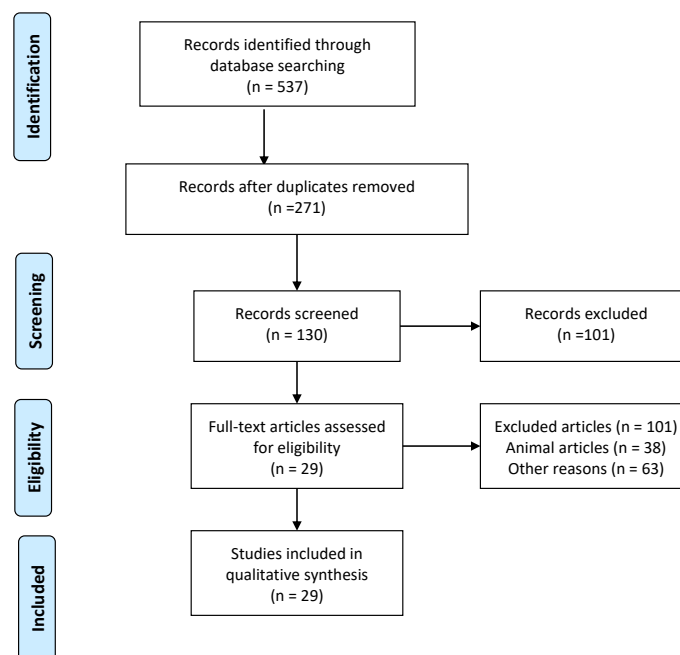 Identification
Records identified through
database searching
(n = 537)
Records after duplicates removed
(n =271)
Screening
Records screened
(n = 130)
Records excluded
(n =101)
Eligibility
Full-text articles assessed
for eligibility
(n = 29)
Excluded articles (n = 101)
Animal articles (n = 38)
Other reasons (n = 63)
Included
Studies included in
qualitative synthesis
(n = 29)